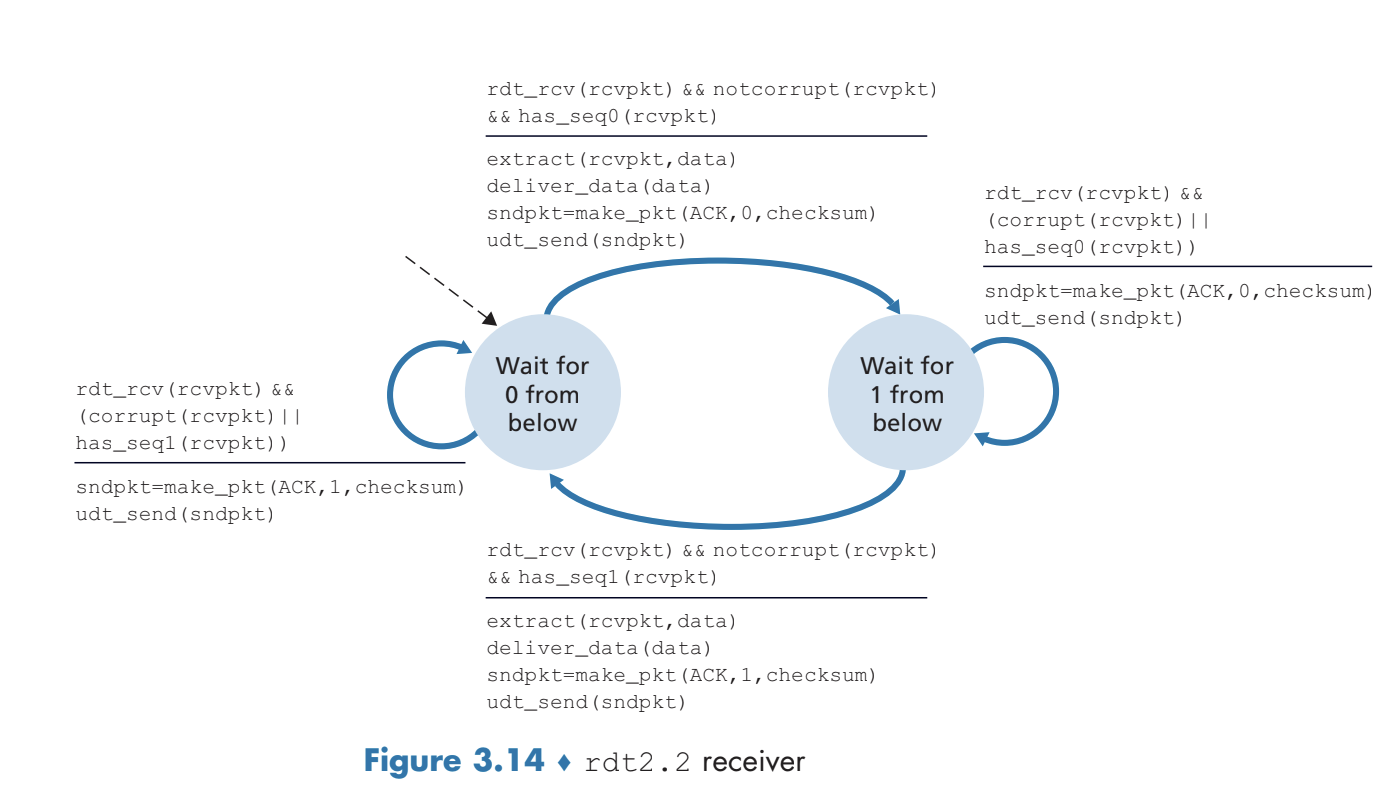 rdt_rcv(rcvpkt) && notcorrupt(rcvpkt)
&& has_seq0(rcvpkt)
extract(rcvpkt,data)
deliver_data(data)
sndpkt=make_pkt(ACK,0,checksum)
udt_send(sndpkt)
rdt_rcv(rcvpkt) &&
(corrupt(rcvpkt)||
has_seq0(rcvpkt))
sndpkt=make_pkt(ACK,0,checksum)
udt_send(sndpkt)
Wait for
0 from
below
Wait for
1 from
below
rdt_rcv(rcvpkt) &&
(corrupt(rcvpkt)||
has_seq1(rcvpkt))
sndpkt=make_pkt(ACK,1,checksum)
udt_send(sndpkt)
rdt_rcv(rcvpkt) && notcorrupt(rcvpkt)
&& has_seq1(rcvpkt)
extract(rcvpkt,data)
deliver_data(data)
sndpkt=make_pkt(ACK,1,checksum)
udt_send(sndpkt)
Figure 3.14 ♦ rdt2.2 receiver